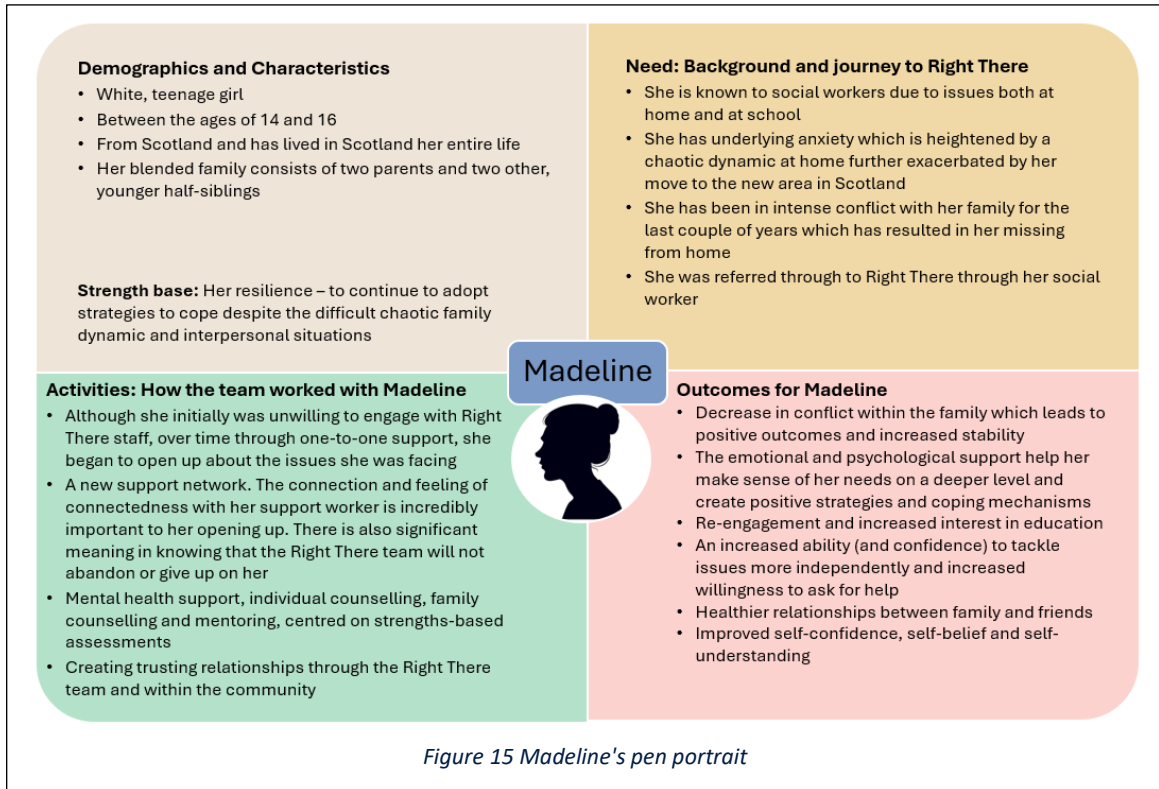 Demographics and Characteristics
• White, teenage girl
• Between the ages of 14 and 16
• From Scotland and has lived in Scotland her entire life
• Her blended family consists of two parents and two other,
younger half-siblings
Strength base: Her resilience – to continue to adopt
strategies to cope despite the difficult chaotic family
dynamic and interpersonal situations
Need: Background and journey to Right There
• She is known to social workers due to issues both at
home and at school
• She has underlying anxiety which is heightened by a
chaotic dynamic at home further exacerbated by her
move to the new area in Scotland
• She has been in intense conflict with her family for the
last couple of years which has resulted in her missing
from home
• She was referred through to Right There through her social
worker
Madeline
Activities: How the team worked with Madeline
• Although she initially was unwilling to engage with Right
There staff, over time through one-to-one support, she
began to open up about the issues she was facing
• A new support network. The connection and feeling of
connectedness with her support worker is incredibly
important to her opening up. There is also significant
meaning in knowing that the Right There team will not
abandon or give up on her
• Mental health support, individual counselling, family
counselling and mentoring, centred on strengths-based
assessments
• Creating trusting relationships through the Right There
team and within the community
Outcomes for Madeline
• Decrease in conflict within the family which leads to
positive outcomes and increased stability
• The emotional and psychological support help her
make sense of her needs on a deeper level and
create positive strategies and coping mechanisms
• Re-engagement and increased interest in education
• An increased ability (and confidence) to tackle
issues more independently and increased
willingness to ask for help
• Healthier relationships between family and friends
• Improved self-confidence, self-belief and self-
understanding
Figure 15 Madeline's pen portrait